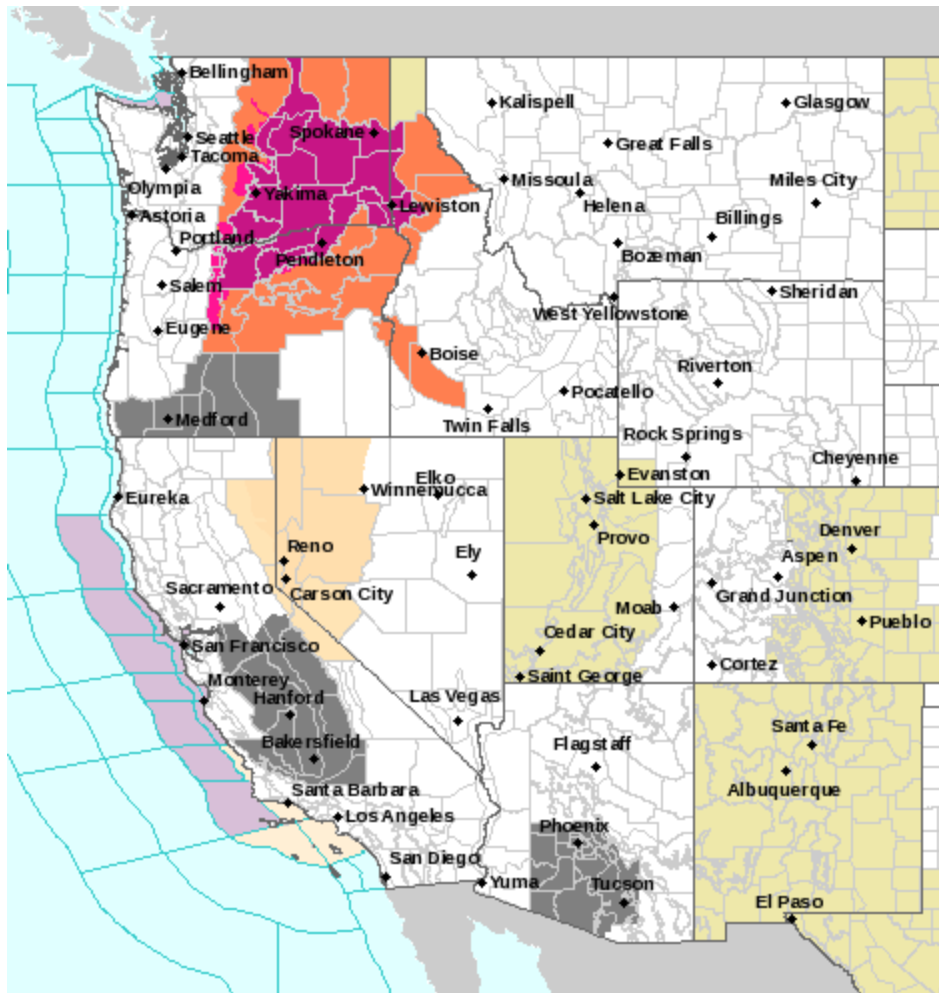 Bellingham
Kalispell
Glasgow
Spokane
Seattle
Great Falls
Tacoma
Missoula
Miles City
Olympia
Yakima
Helena
Lewiston
Astoria
Billings
Portland
Pendleton
Bozeman
Salem
Sheridan
West Yellowstone
Eugene
Boise
Riverton
Pocatello
Medford
Twin Falls
Rock Springs
Cheyenne
Elko
Evanston
Winnemucca
Eureka
Salt Lake City
Denver
Provo
Reno
Ely
Aspen
Sacramento
Carson City
Grand Junction
Moab
Pueblo
Cedar City
San Francisco
Cortez
Saint George
Monterey
Hanford
Las Vegas
Santa Fe
Bakersfield
Flagstaff
Albuquerque
Santa Barbara
Los Angeles
Phoenix
San Diego
Yuma
Tucson
El Paso